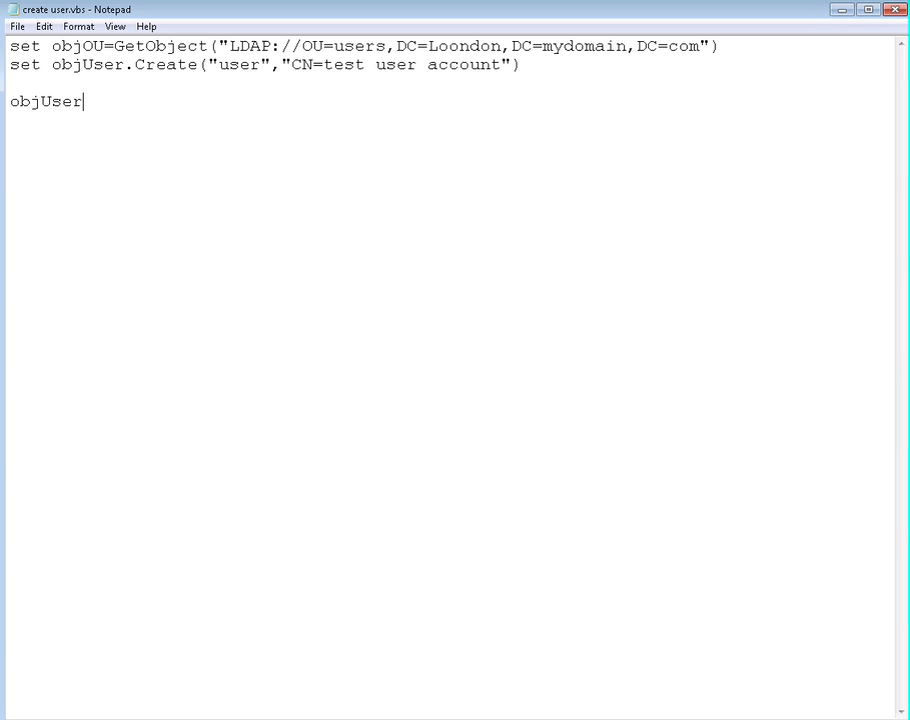 create user.vbs - Notepad
File Edit Format View Help
set objOU=GetObject("LDAP://OU=users,DC=Loondon,DC=mydomain,DC=com")
set objUser.Create("user","CN=test user account")
objUser